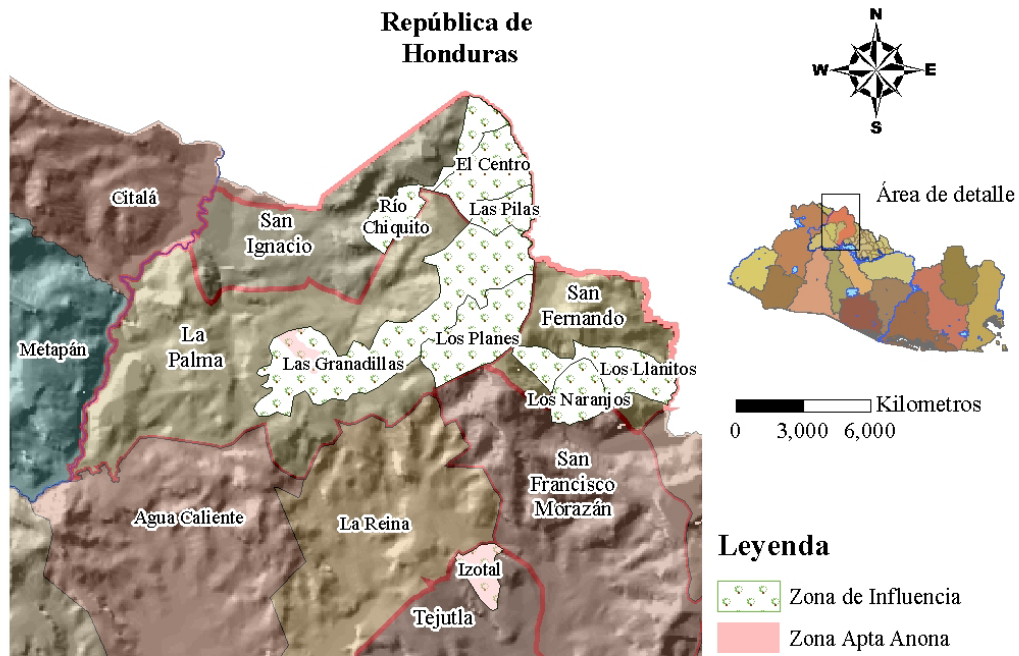 República de
Honduras
N
W
E
S
Citalá
El Centro
Río
Chiquito
Las Pilas
San
Ignacio
Área de detalle
San
Fernando
Metapán
La
Palma
Los Planes
Las Granadillas
Los Llanitos
Los Naranjos
Kilometros
0
3,000
6,000
San
Francisco
Morazán
Agua Caliente
La Reina
Izotal
Tejutla
Leyenda
Zona de Influencia
Zona Apta Anona